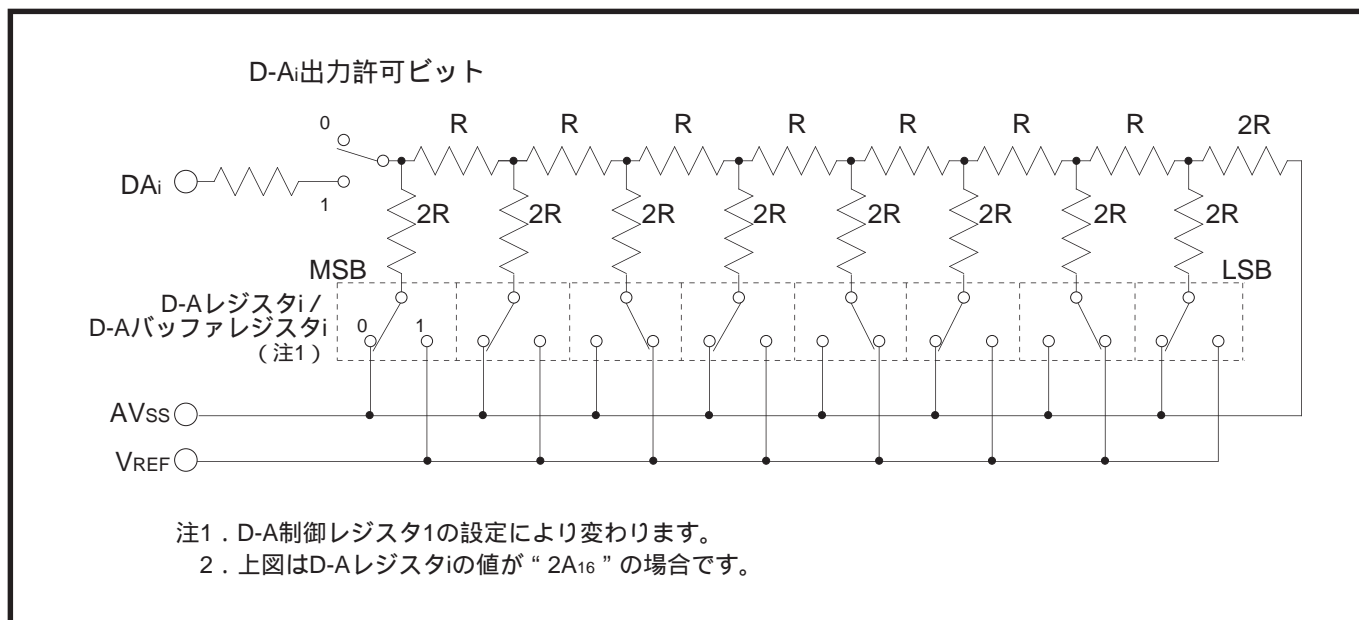 D-Ai出力許可ビット
0
R R R R R R R 2R
DAi
1
2R 2R 2R 2R 2R 2R 2R 2R
MSB
LSB
D-Aレジスタi /
D-Aバッファレジスタi
0 1
（注1）
AVSS
VREF
注1．D-A制御レジスタ1の設定により変わります。
2．上図はD-Aレジスタiの値が“2A16”の場合です。